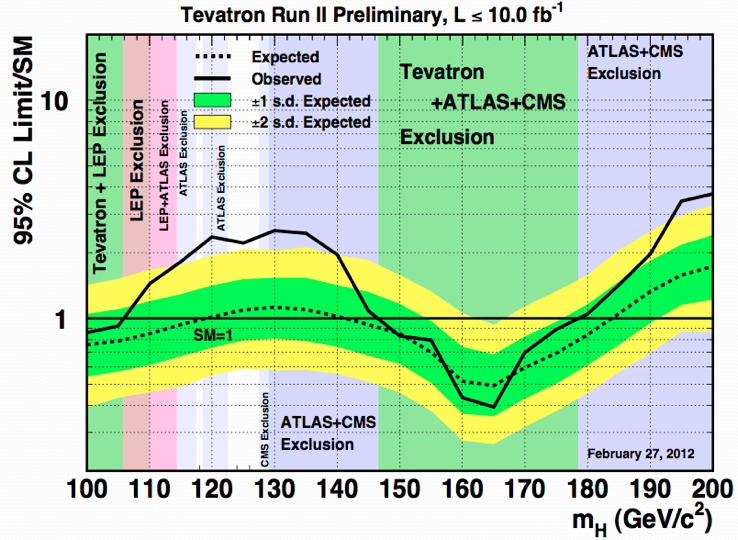 Tevatron Run II Preliminary, L ≤ 10.0 fb⁻¹
95% CL Limit/SM
10
1
Expected
Observed
±1 s.d. Expected
±2 s.d. Expected
Tevatron + LEP Exclusion
LEP Exclusion
LEP+ATLAS Exclusion
ATLAS Exclusion
ATLAS Exclusion
CMS Exclusion
Tevatron
+ATLAS+CMS
Exclusion
ATLAS+CMS
Exclusion
SM=1
ATLAS+CMS
Exclusion
February 27, 2012
100 110 120 130 140 150 160 170 180 190 200
m_H (GeV/c²)